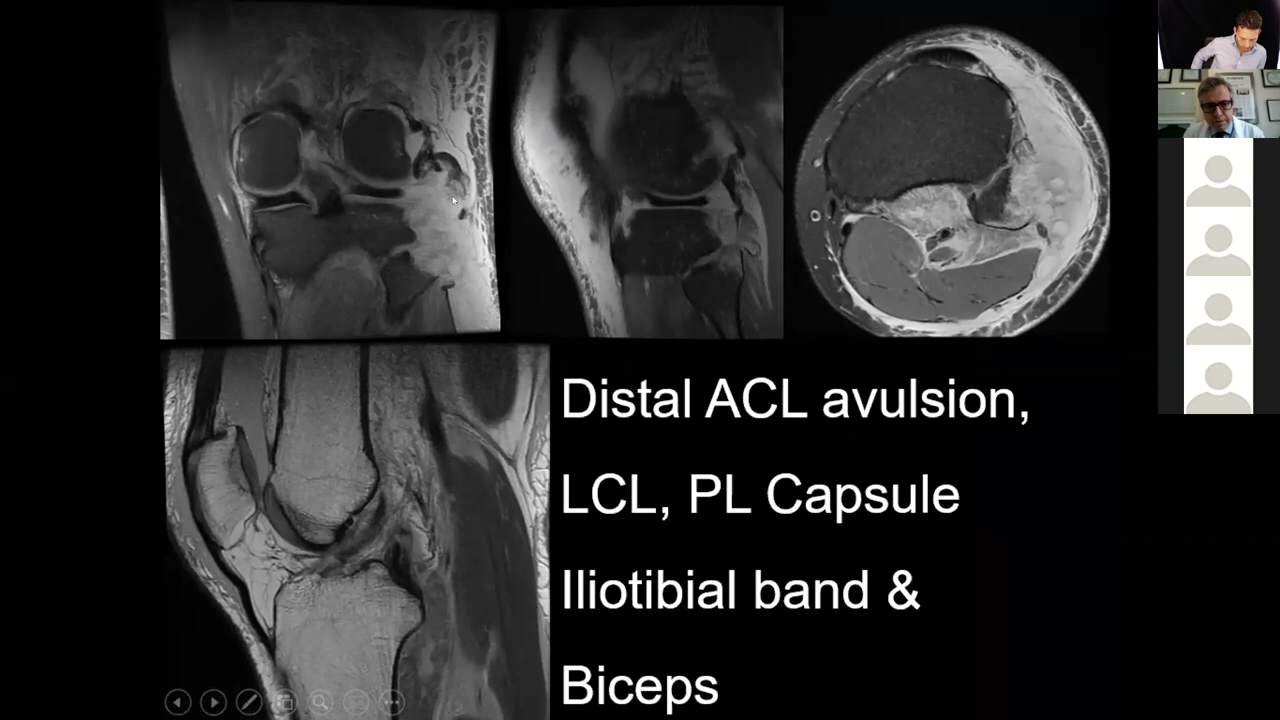 Distal ACL avulsion,
LCL, PL Capsule
Iliotibial band &
Biceps